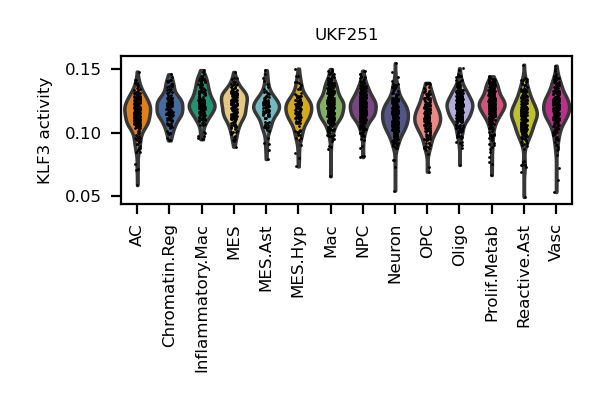 UKF251
KLF3 activity
0.15
0.10
0.05
AC
Chromatin.Reg
Inflammatory.Mac
MES
MES.Ast
MES.Hyp
Mac
NPC
Neuron
OPC
Oligo
Prolif.Metab
Reactive.Ast
Vasc